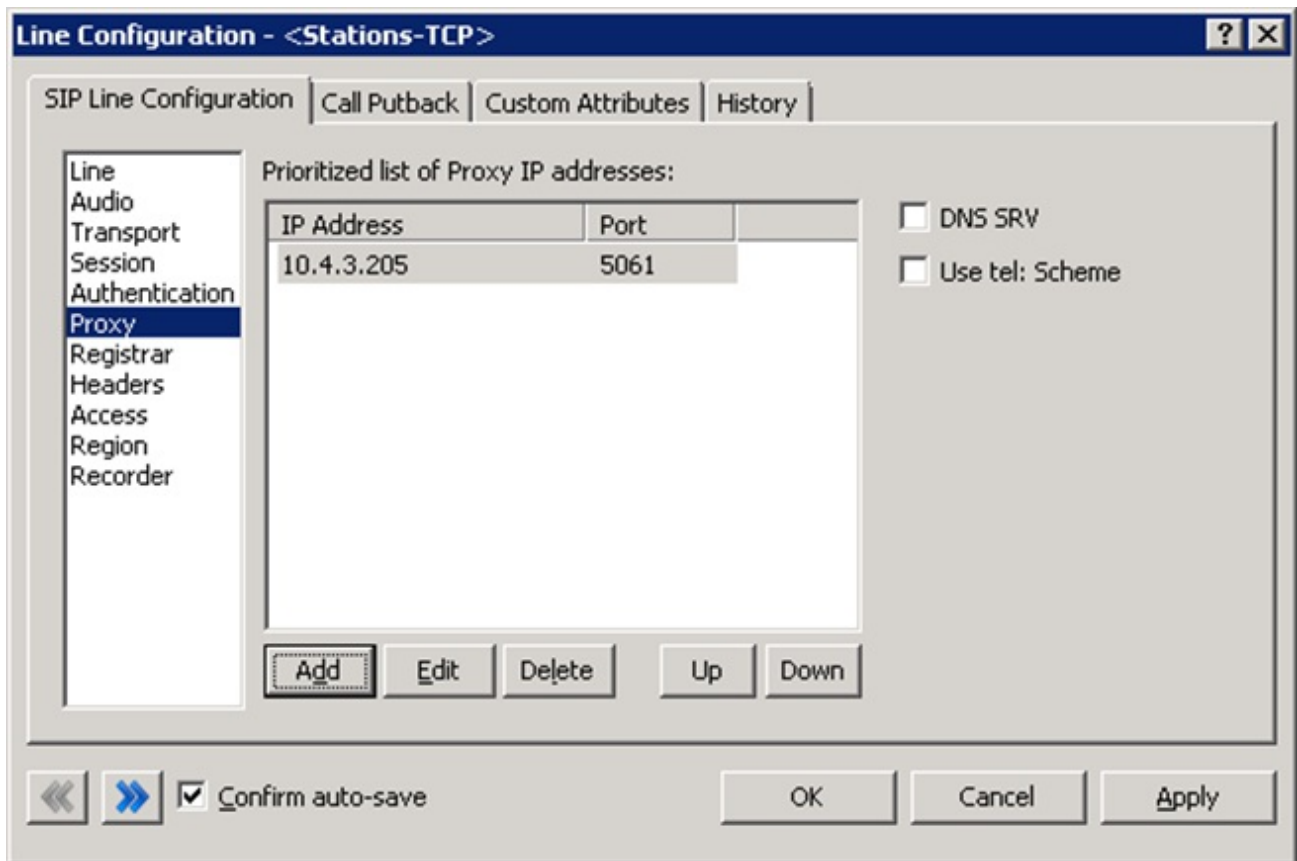 Line Configuration - <Stations-TCP>
SIP Line Configuration
Call Putback
Custom Attributes
History
Line
Audio
Transport
Session
Authentication
Proxy
Registrar
Headers
Access
Region
Recorder
Prioritized list of Proxy IP addresses:
IP Address Port
10.4.3.205 5061
DNS SRV
Use tel: Scheme
Add Edit Delete Up Down
Confirm auto-save
OK Cancel Apply